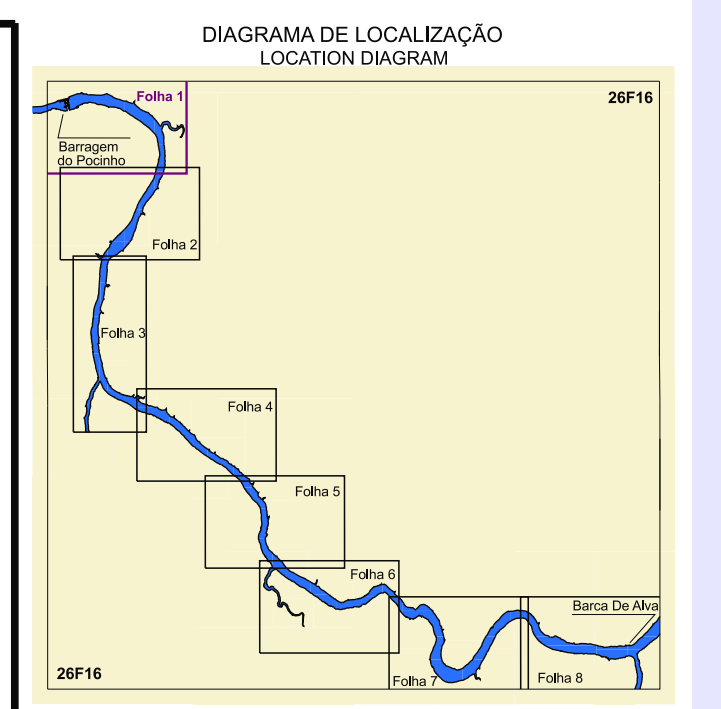 DIAGRAMA DE LOCALIZAÇÃO
LOCATION DIAGRAM
Folha 1
26F16
Barragem
do Pocinho
Folha 2
Folha 3
Folha 4
Folha 5
Folha 6
Barca De Alva
26F16
Folha 7
Folha 8